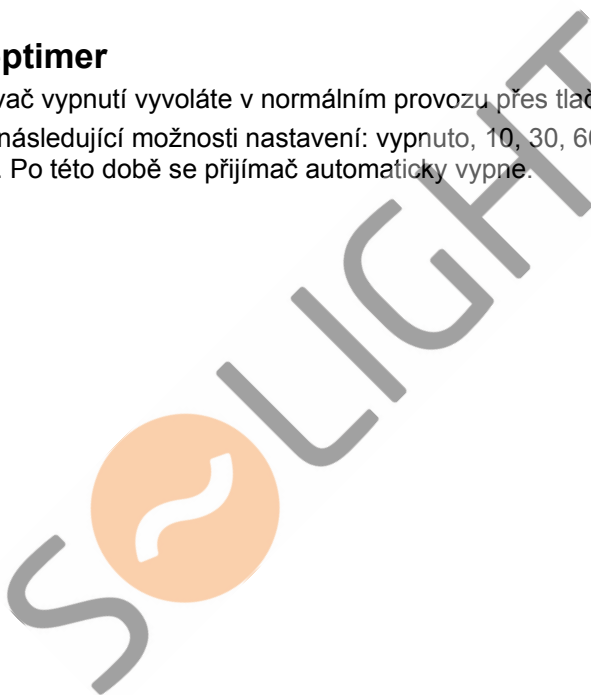 ptimer
vač vypnutí vyvoláte v normálním provozu přes tlač
následující možnosti nastavení: vypnuto, 10, 30, 60
. Po této době se přijímač automaticky vypne.
SOLIGHT